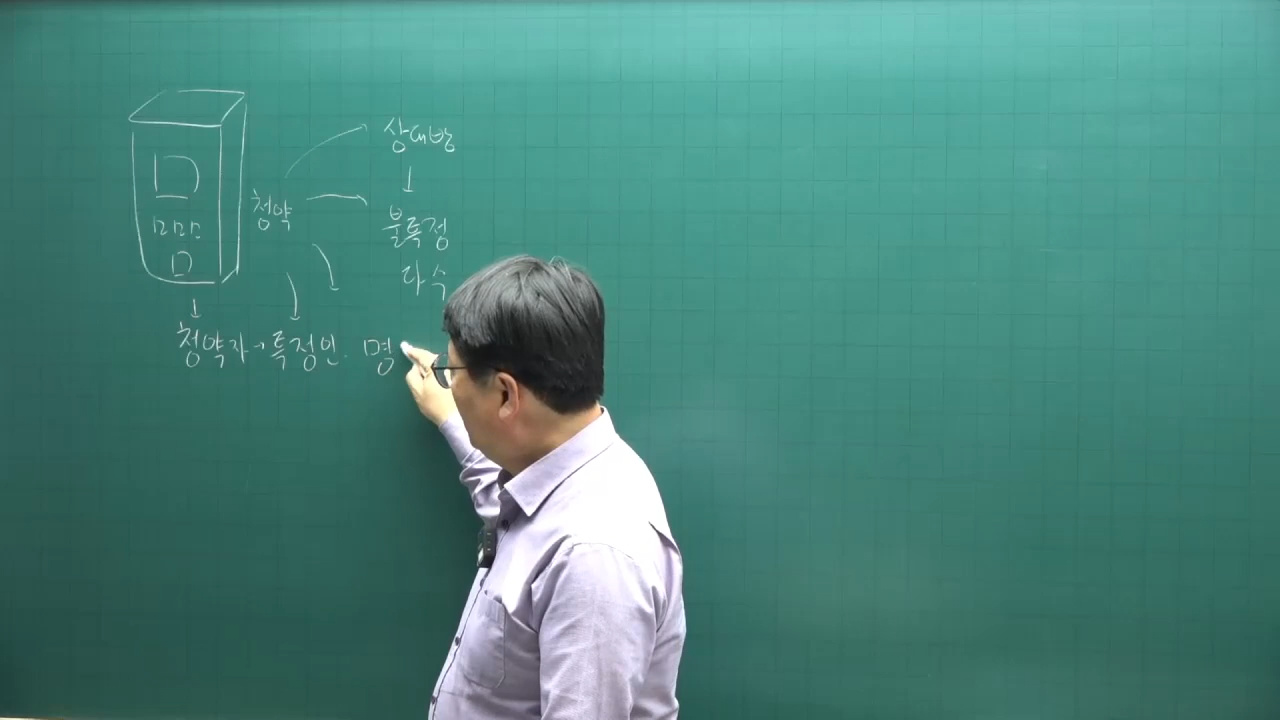 상대방
↓
청약 → 불특정
다수
↓
청약자 → 특정인. 명